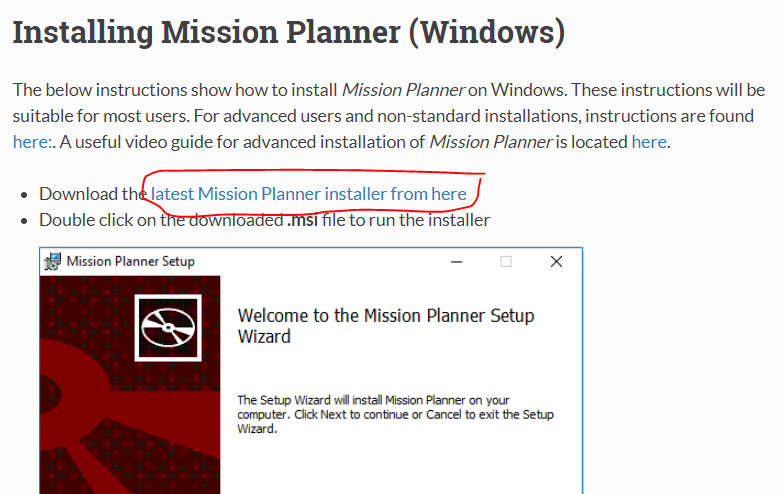 Installing Mission Planner (Windows)
The below instructions show how to install Mission Planner on Windows. These instructions will be
suitable for most users. For advanced users and non-standard installations, instructions are found
here:. A useful video guide for advanced installation of Mission Planner is located here.
• Download the latest Mission Planner installer from here
• Double click on the downloaded .msi file to run the installer
Mission Planner Setup
Welcome to the Mission Planner Setup
Wizard
The Setup Wizard will install Mission Planner on your
computer. Click Next to continue or Cancel to exit the Setup
Wizard.